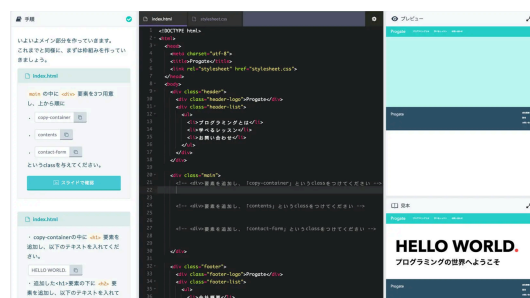 手順
いよいよメイン部分を作っていきます。
これまでと同様に、まずは枠組みを作ってい
きましょう。
index.html
main の中に <div> 要素を3つ用意
し、上から順に
・ copy-container
・ contents
・ contact-form
というclassを与えてください。
スライドで確認
index.html
・ copy-containerの中に <h1> 要素を
追加し、以下のテキストを入れてくだ
さい。
HELLO WORLD.
・ 追加した<h1>要素の下に <h2> 要
素を追加し、以下のテキストを入れて
index.html
stylesheet.css
<!DOCTYPE html>
<html>
<head>
<meta charset="utf-8">
<title>Progate</title>
<link rel="stylesheet" href="stylesheet.css">
</head>
<body>
<div class="header">
<div class="header-logo">Progate</div>
<div class="header-list">
<ul>
<li>プログラミングとは</li>
<li>学べるレッスン</li>
<li>お問い合わせ</li>
</ul>
</div>
</div>
<div class="main">
<!-- <div>要素を追加し、「copy-container」というclassをつけてください -->
<!-- <div>要素を追加し、「contents」というclassをつけてください -->
<!-- <div>要素を追加し、「contact-form」というclassをつけてください -->
</div>
<div class="footer">
<div class="footer-logo">Progate</div>
<div class="footer-list">
<ul>
<li>会社概要</li>
プレビュー
Progate
Progate
見本
Progate
HELLO WORLD.
プログラミングの世界へようこそ
Progate